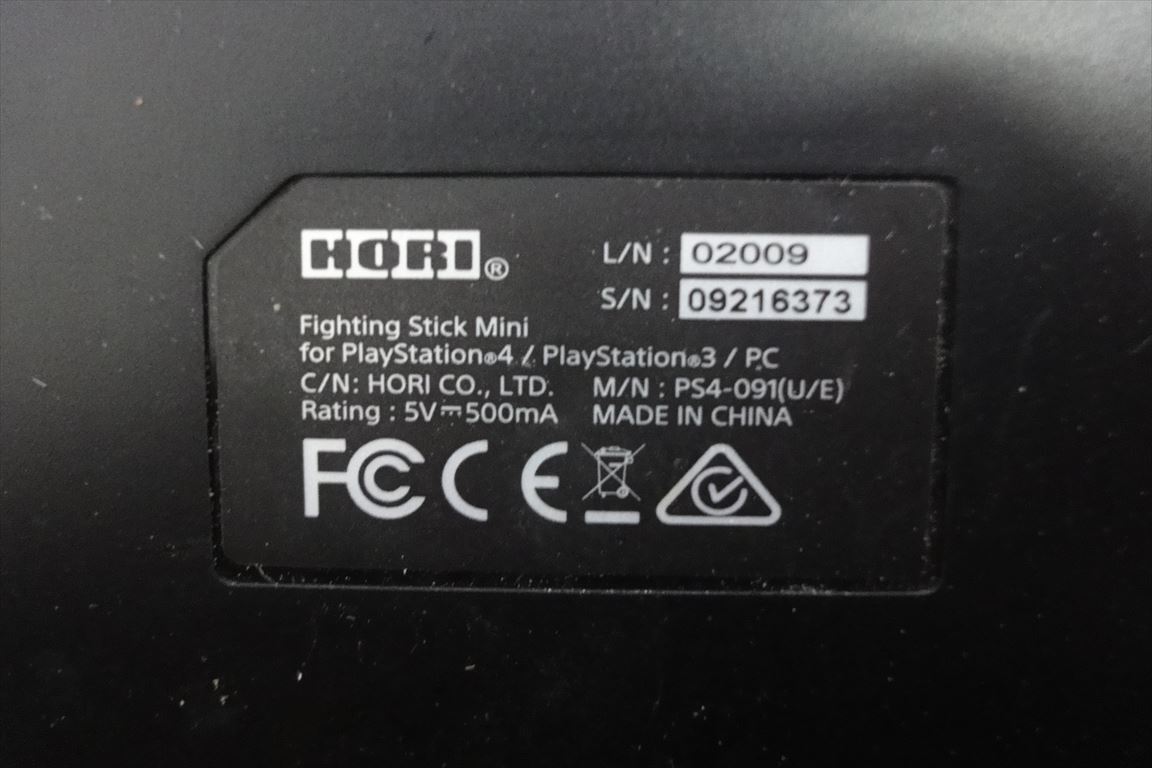 HORI®
L/N : 02009
S/N : 09216373
Fighting Stick Mini
for PlayStation®4 / PlayStation®3 / PC
C/N: HORI CO., LTD. M/N : PS4-091(U/E)
Rating : 5V⎓500mA MADE IN CHINA
FC CE